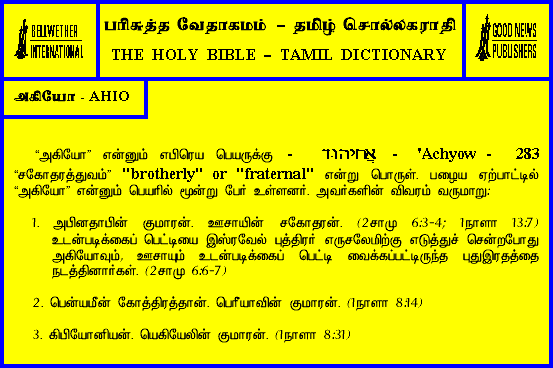 BELLWETHER
INTERNATIONAL
பரிசுத்த வேதாகமம் – தமிழ் சொல்லகராதி
THE HOLY BIBLE – TAMIL DICTIONARY
GOOD NEWS
PUBLISHERS
அகியோ - AHIO
“அகியோ” என்னும் எபிரெய பெயருக்கு - - 'Achyow - 283
“சகோதரத்துவம்” "brotherly" or "fraternal" என்று பொருள். பழைய ஏற்பாட்டில்
“அகியோ” என்னும் பெயரில் மூன்று பேர் உள்ளனர். அவர்களின் விவரம் வருமாறு;
1. அபினதாபின் குமாரன். ஊசாயின் சகோதரன். (2சாமு 6:3-4; 1நாளா 13:7)
உடன்படிக்கைப் பெட்டியை இஸ்ரவேல் புத்திரர் எருசலேமிற்கு எடுத்துச் சென்றபோது
அகியோவும், ஊசாயும் உடன்படிக்கைப் பெட்டி வைக்கப்பட்டிருந்த புதுஇரதத்தை
நடத்தினார்கள். (2சாமு 6:6-7)
2. பென்யமீன் கோத்திரத்தான். பெரீயாவின் குமாரன். (1நாளா 8:14)
3. கிபியோனியன். யெகியேலின் குமாரன். (1நாளா 8:31)